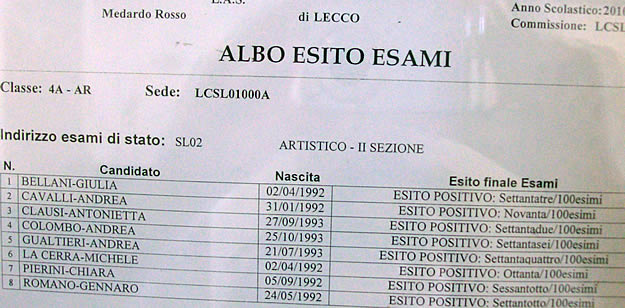 L.A.S.
Medardo Rosso di LECCO Anno Scolastico:
Commissione: LCSL
ALBO ESITO ESAMI
Classe: 4A - AR Sede: LCSL01000A
Indirizzo esami di stato: SL02 ARTISTICO - II SEZIONE
N. Candidato Nascita Esito finale Esami
1 BELLANI-GIULIA 02/04/1992 ESITO POSITIVO: Settantatre/100esimi
2 CAVALLI-ANDREA 31/01/1992 ESITO POSITIVO: Novanta/100esimi
3 CLAUSI-ANTONIETTA 27/09/1993 ESITO POSITIVO: Settantadue/100esimi
4 COLOMBO-ANDREA 25/10/1993 ESITO POSITIVO: Settantasei/100esimi
5 GUALTIERI-ANDREA 21/07/1993 ESITO POSITIVO: Settantaquattro/100esimi
6 LA CERRA-MICHELE 02/04/1992 ESITO POSITIVO: Ottanta/100esimi
7 PIERINI-CHIARA 05/09/1992 ESITO POSITIVO: Sessantotto/100esimi
8 ROMANO-GENNARO 24/05/1992 ESITO POSITIVO: Settantotto/100esimi